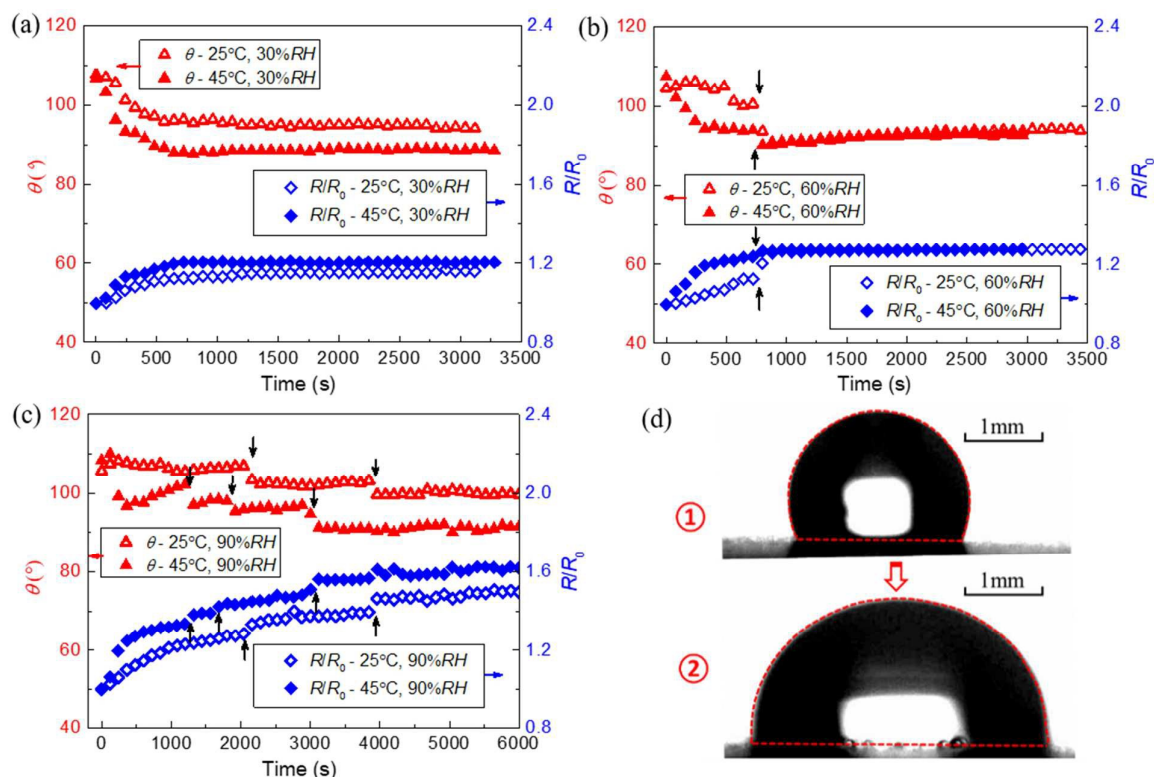 (a)
120
100
80
60
40
θ (°)
θ - 25°C, 30%RH
θ - 45°C, 30%RH
R/R0 - 25°C, 30%RH
R/R0 - 45°C, 30%RH
2.4
2.0
1.6
1.2
0.8
R/R0
0 500 1000 1500 2000 2500 3000 3500
Time (s)
(b)
120
100
80
60
40
θ (°)
θ - 25°C, 60%RH
θ - 45°C, 60%RH
R/R0 - 25°C, 60%RH
R/R0 - 45°C, 60%RH
2.4
2.0
1.6
1.2
0.8
R/R0
0 500 1000 1500 2000 2500 3000 3500
Time (s)
(c)
120
100
80
60
40
θ (°)
θ - 25°C, 90%RH
θ - 45°C, 90%RH
R/R0 - 25°C, 90%RH
R/R0 - 45°C, 90%RH
2.4
2.0
1.6
1.2
0.8
R/R0
0 1000 2000 3000 4000 5000 6000
Time (s)
(d)
1mm
①
1mm
②